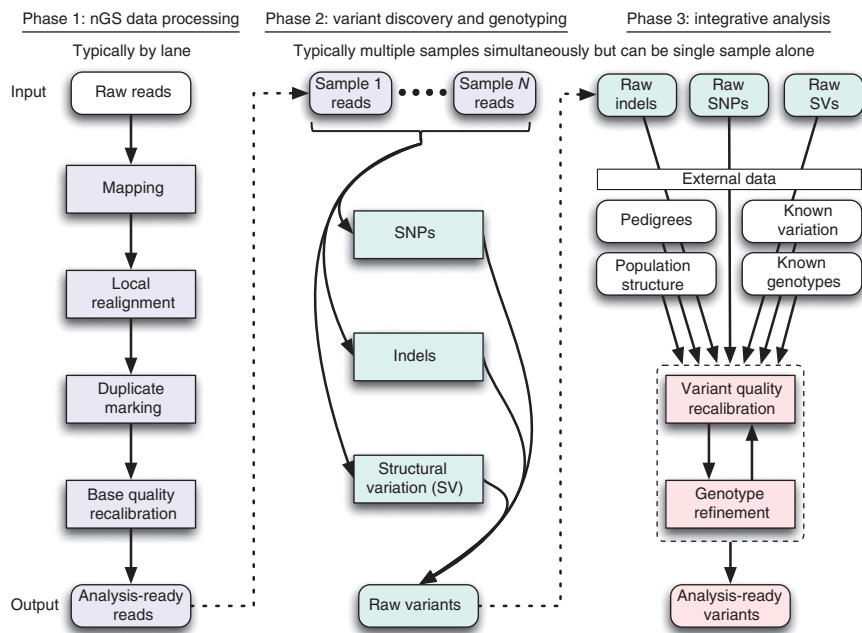 Phase 1: nGS data processing
Typically by lane
Input
Raw reads
Mapping
Local
realignment
Duplicate
marking
Base quality
recalibration
Output
Analysis-ready
reads
Phase 2: variant discovery and genotyping
Typically multiple samples simultaneously but can be single sample alone
Sample 1
reads
Sample N
reads
SNPs
Indels
Structural
variation (SV)
Raw variants
Phase 3: integrative analysis
Raw
indels
Raw
SNPs
Raw
SVs
External data
Pedigrees
Known
variation
Population
structure
Known
genotypes
Variant quality
recalibration
Genotype
refinement
Analysis-ready
variants